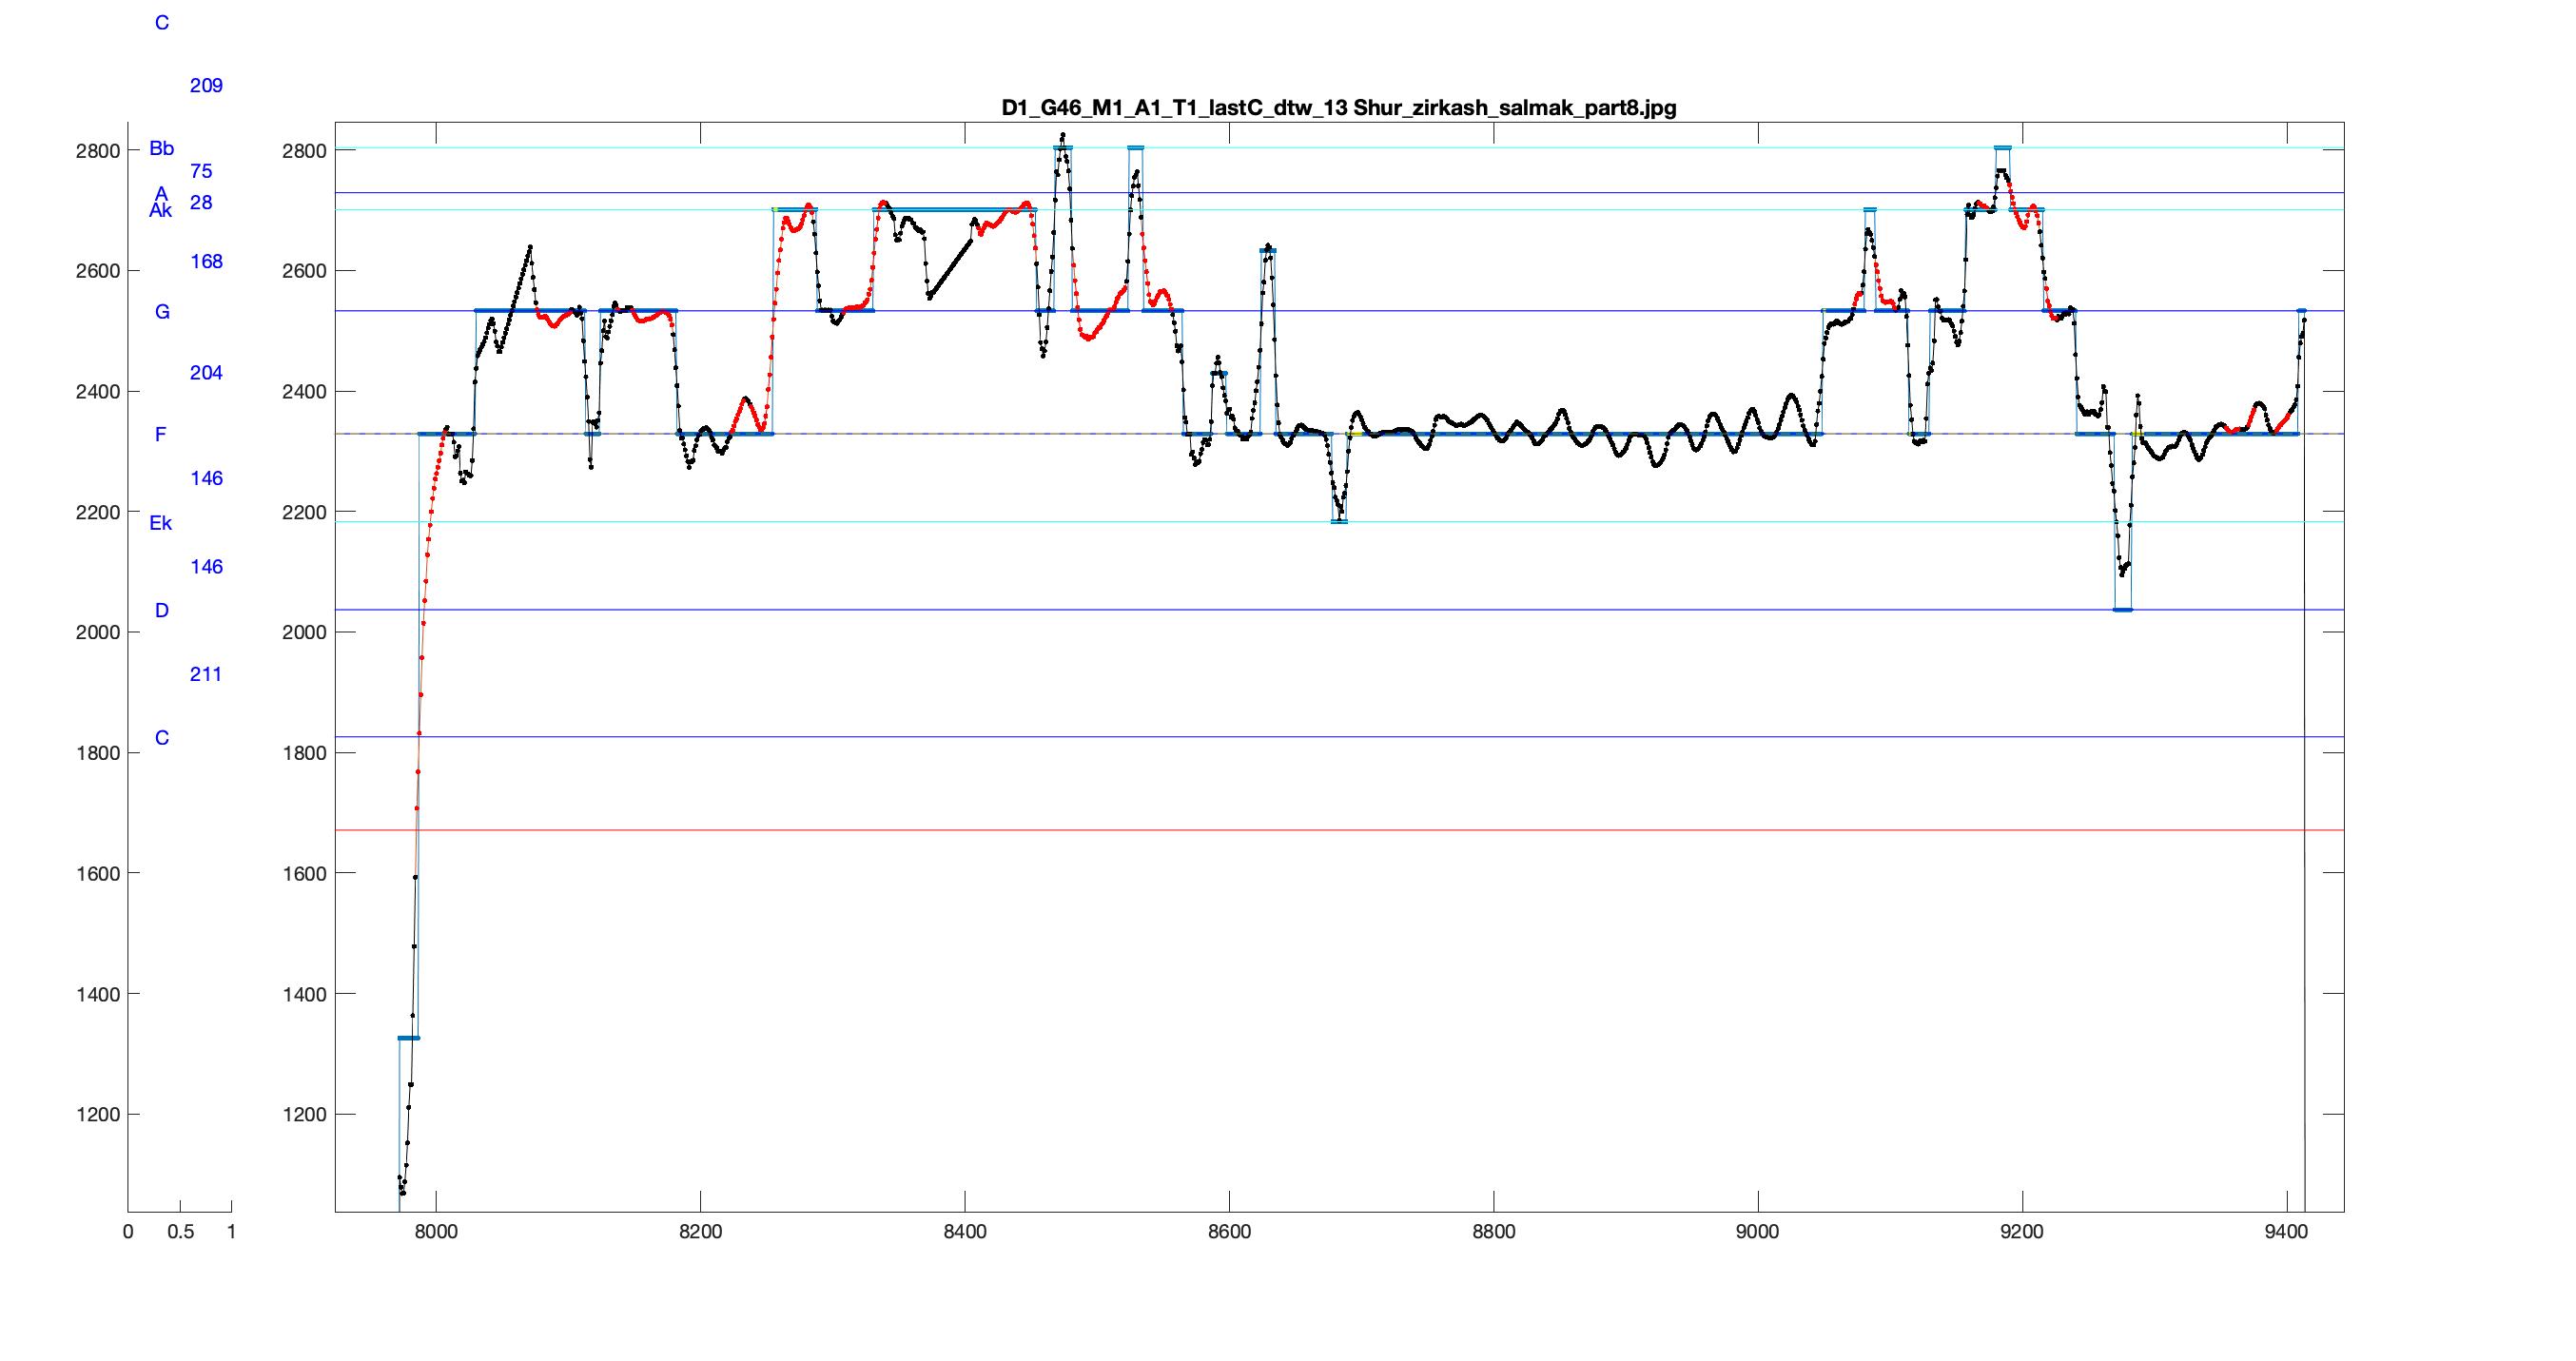 C
209
D1_G46_M1_A1_T1_lastC_dtw_13 Shur_zirkash_salmak_part8.jpg
2800 Bb 2800
75
A
Ak 28
168
2600 2600
G
204
2400 2400
F
146
2200 Ek 2200
146
D
2000 2000
211
C
1800 1800
1600 1600
1400 1400
1200 1200
0 0.5 1 8000 8200 8400 8600 8800 9000 9200 9400